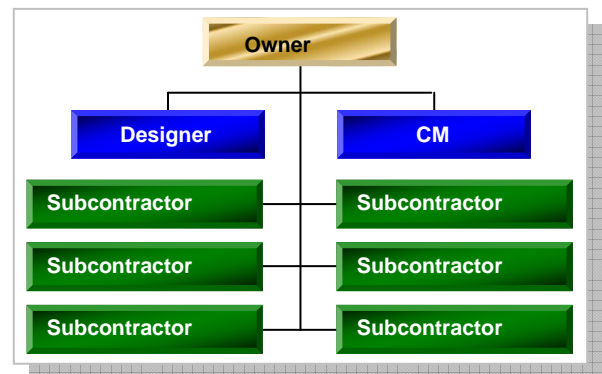 Owner
Designer
CM
Subcontractor
Subcontractor
Subcontractor
Subcontractor
Subcontractor
Subcontractor